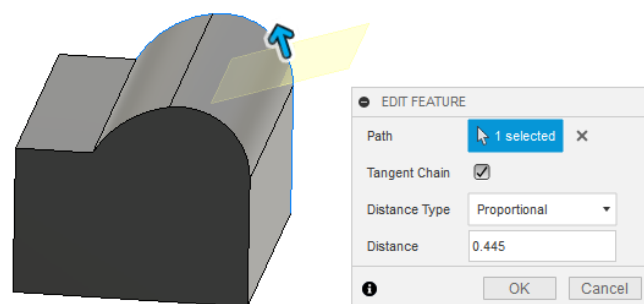 EDIT FEATURE
Path 1 selected
Tangent Chain
Distance Type Proportional
Distance 0.445
OK Cancel